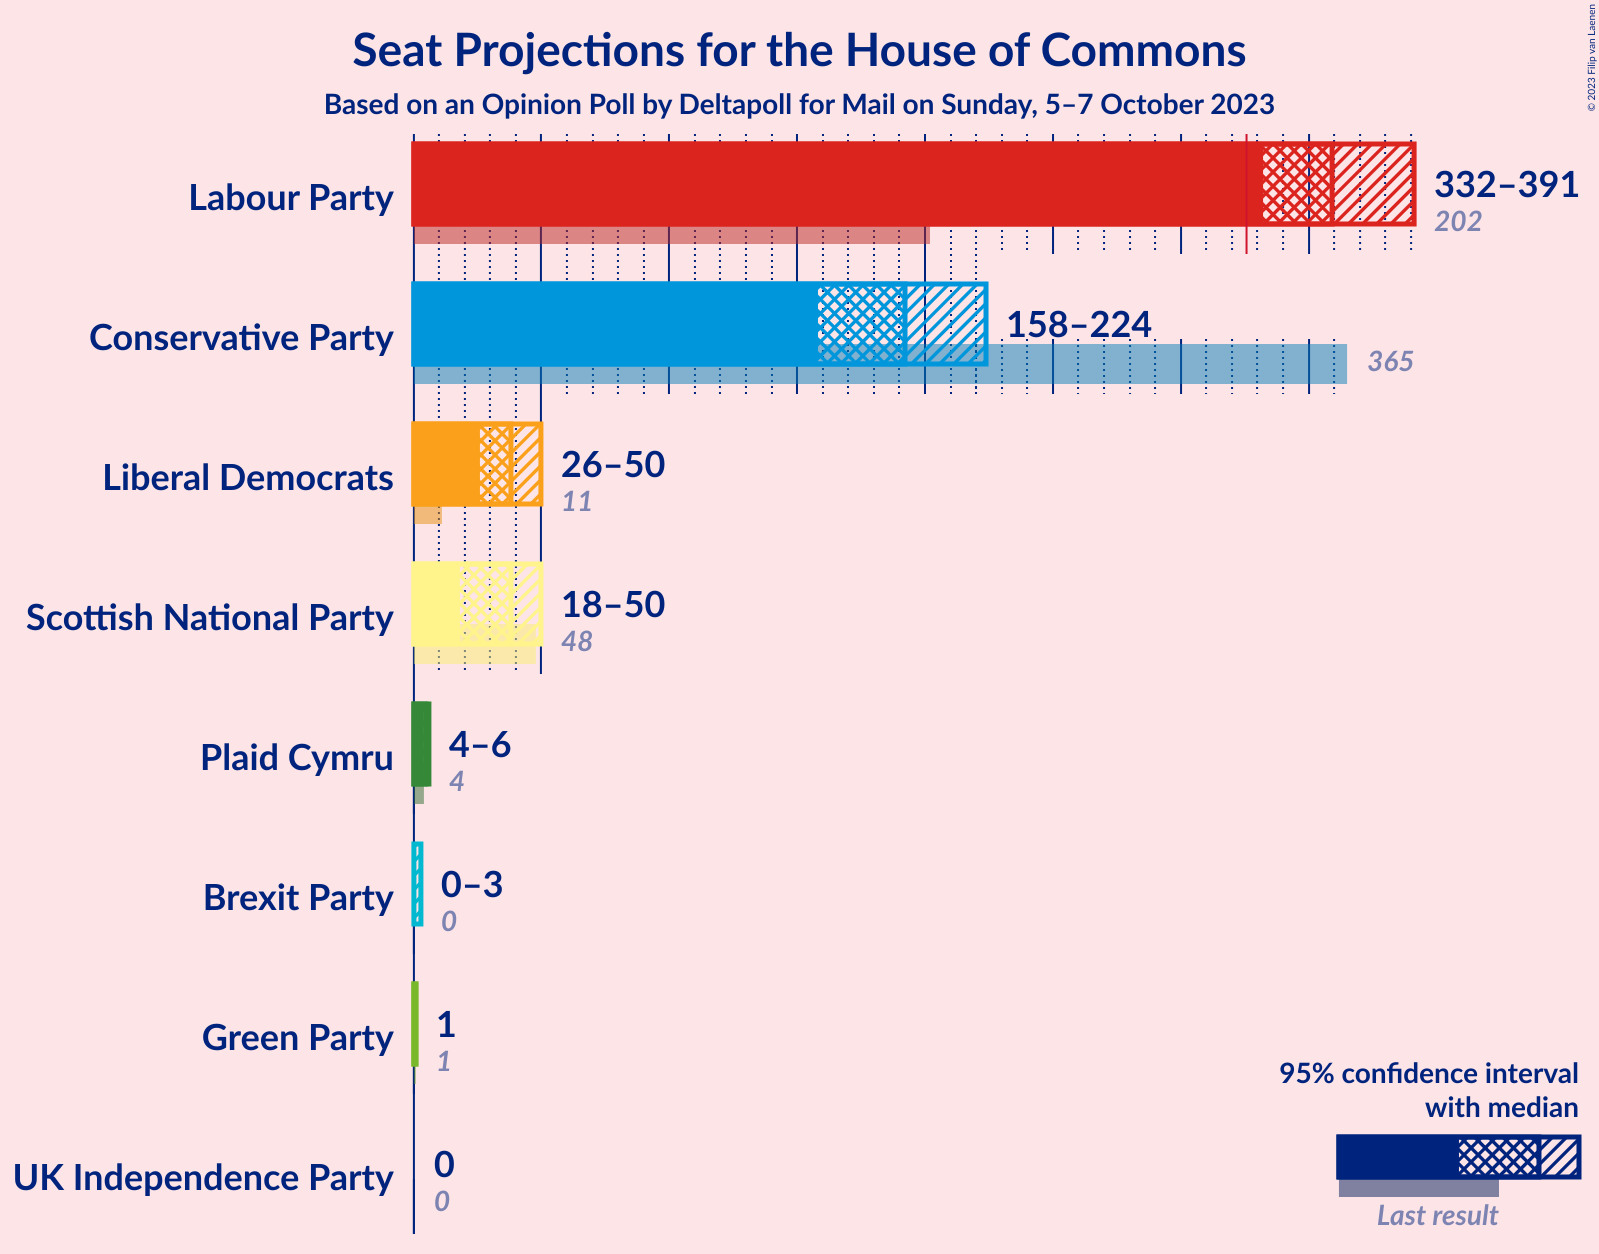 Seat Projections for the House of Commons
Based on an Opinion Poll by Deltapoll for Mail on Sunday, 5–7 October 2023
© 2023 Filip van Laenen
Labour Party
332–391
202
Conservative Party
158–224
365
Liberal Democrats
26–50
11
Scottish National Party
18–50
48
Plaid Cymru
4–6
4
Brexit Party
0–3
0
Green Party
1
1
UK Independence Party
0
0
95% confidence interval
with median
Last result